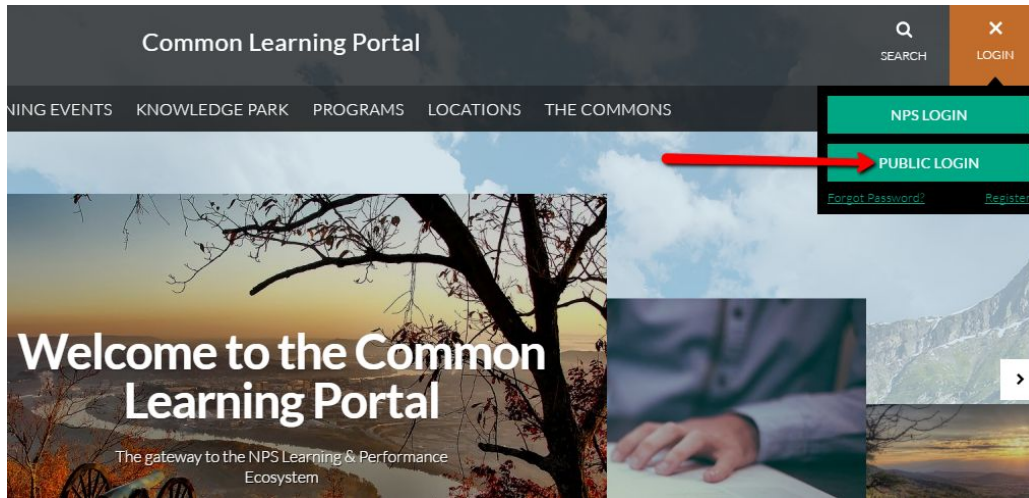 Common Learning Portal
SEARCH
LOGIN
NING EVENTS KNOWLEDGE PARK PROGRAMS LOCATIONS THE COMMONS
NPS LOGIN
PUBLIC LOGIN
Forgot Password? Register
Welcome to the Common
Learning Portal
The gateway to the NPS Learning & Performance
Ecosystem